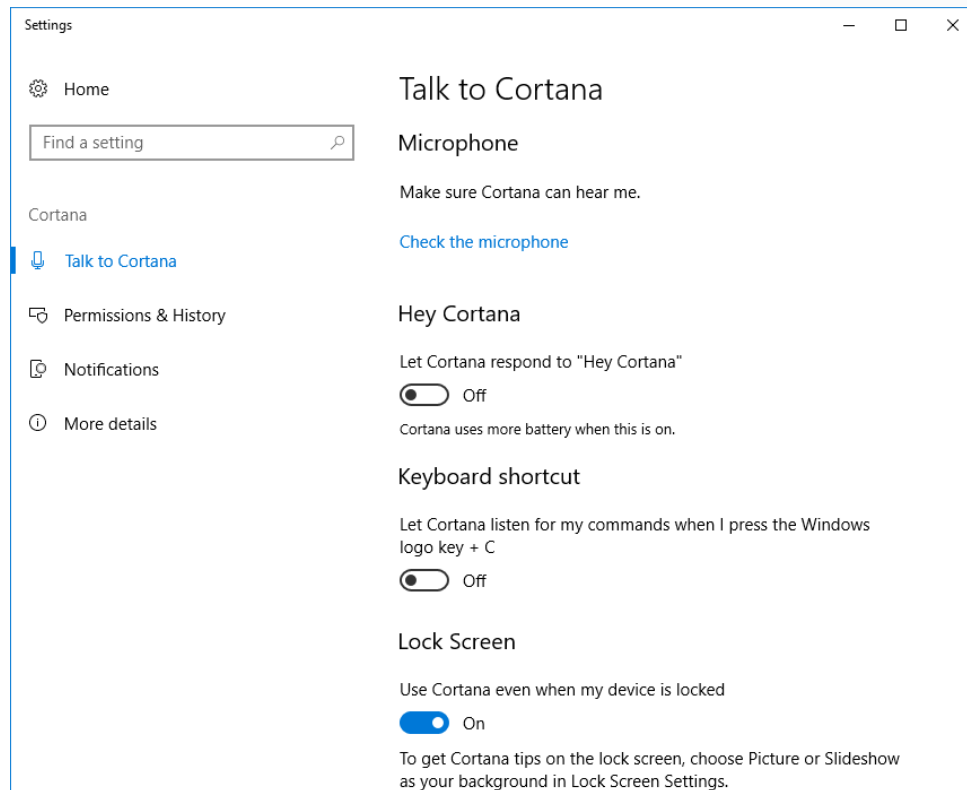 Settings
Home
Find a setting
Cortana
Talk to Cortana
Permissions & History
Notifications
More details
Talk to Cortana
Microphone
Make sure Cortana can hear me.
Check the microphone
Hey Cortana
Let Cortana respond to "Hey Cortana"
Off
Cortana uses more battery when this is on.
Keyboard shortcut
Let Cortana listen for my commands when I press the Windows
logo key + C
Off
Lock Screen
Use Cortana even when my device is locked
On
To get Cortana tips on the lock screen, choose Picture or Slideshow
as your background in Lock Screen Settings.